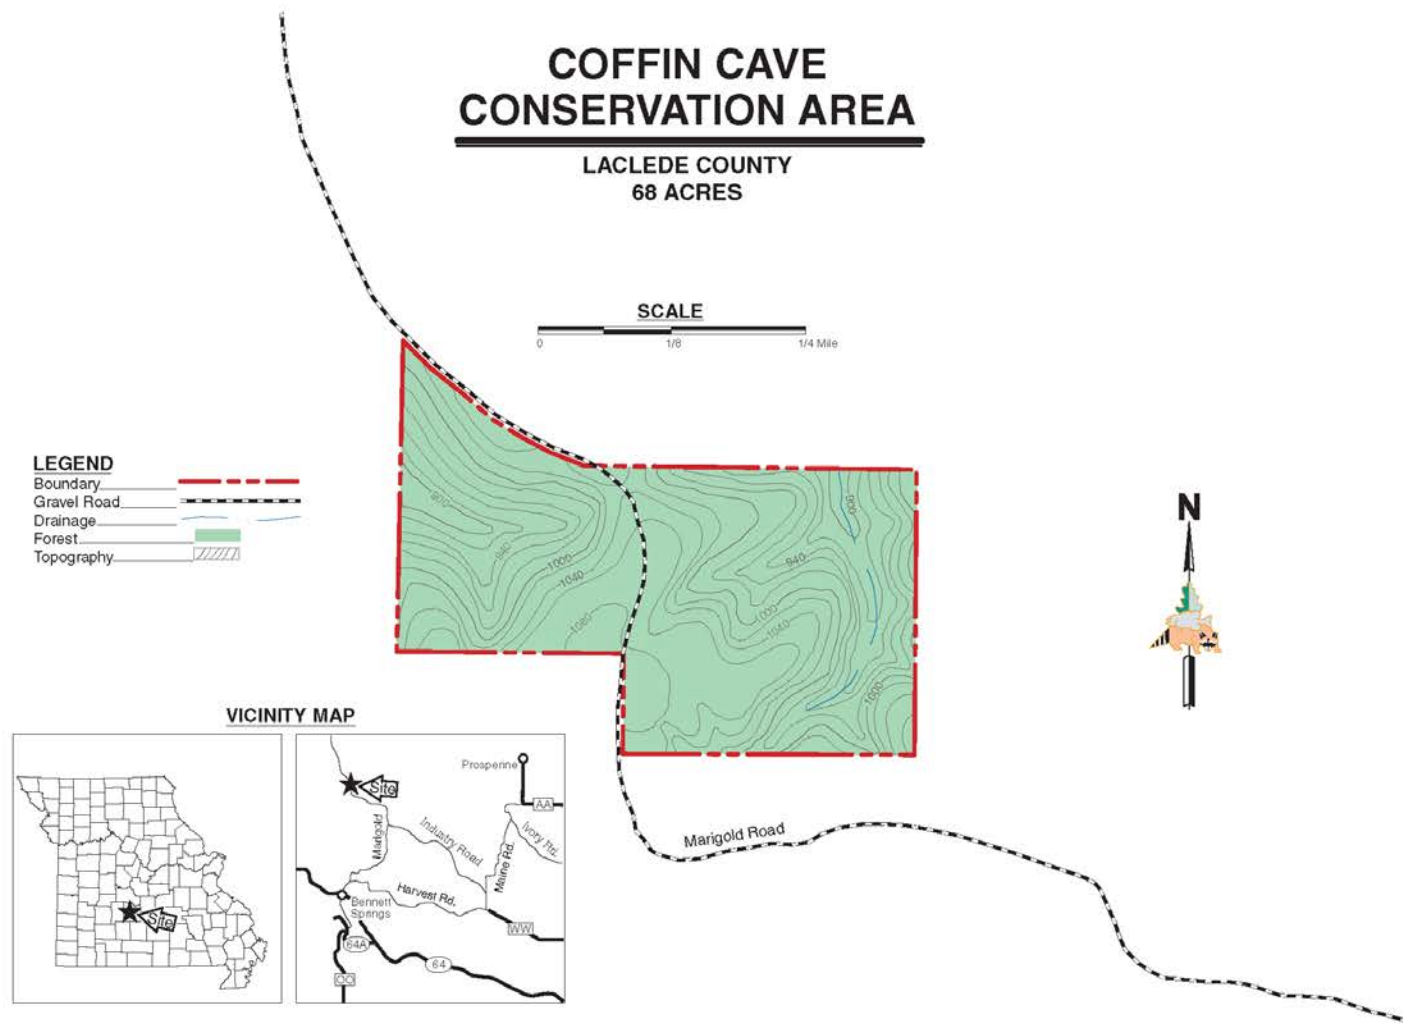 COFFIN CAVE
CONSERVATION AREA
LACLEDE COUNTY
68 ACRES
SCALE
0 1/8 1/4 Mile
LEGEND
Boundary
Gravel Road
Drainage
Forest
Topography
900
940
1000
1040
1080
900
940
1000
1040
1000
N
Marigold Road
VICINITY MAP
Site
Prosperine
Site
AA
Marigold
Industry Road
Ivory Rd.
Maine Rd.
Harvest Rd.
Bennett
Springs
WW
64A
64
OO